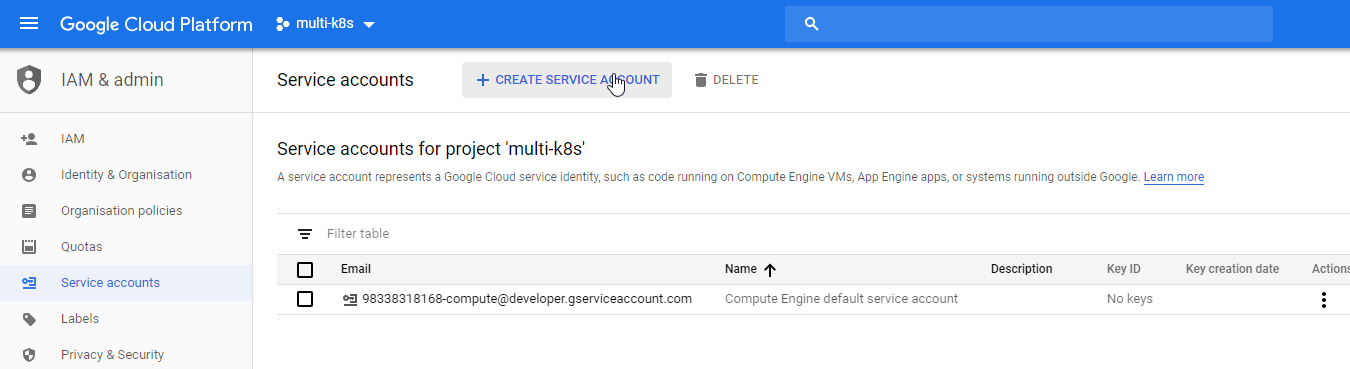 Google Cloud Platform multi-k8s
IAM & admin
Service accounts
CREATE SERVICE ACCOUNT
DELETE
IAM
Identity & Organisation
Organisation policies
Quotas
Service accounts
Labels
Privacy & Security
Service accounts for project 'multi-k8s'
A service account represents a Google Cloud service identity, such as code running on Compute Engine VMs, App Engine apps, or systems running outside Google. Learn more
Filter table
Email Name Description Key ID Key creation date Actions
98338318168-compute@developer.gserviceaccount.com Compute Engine default service account No keys